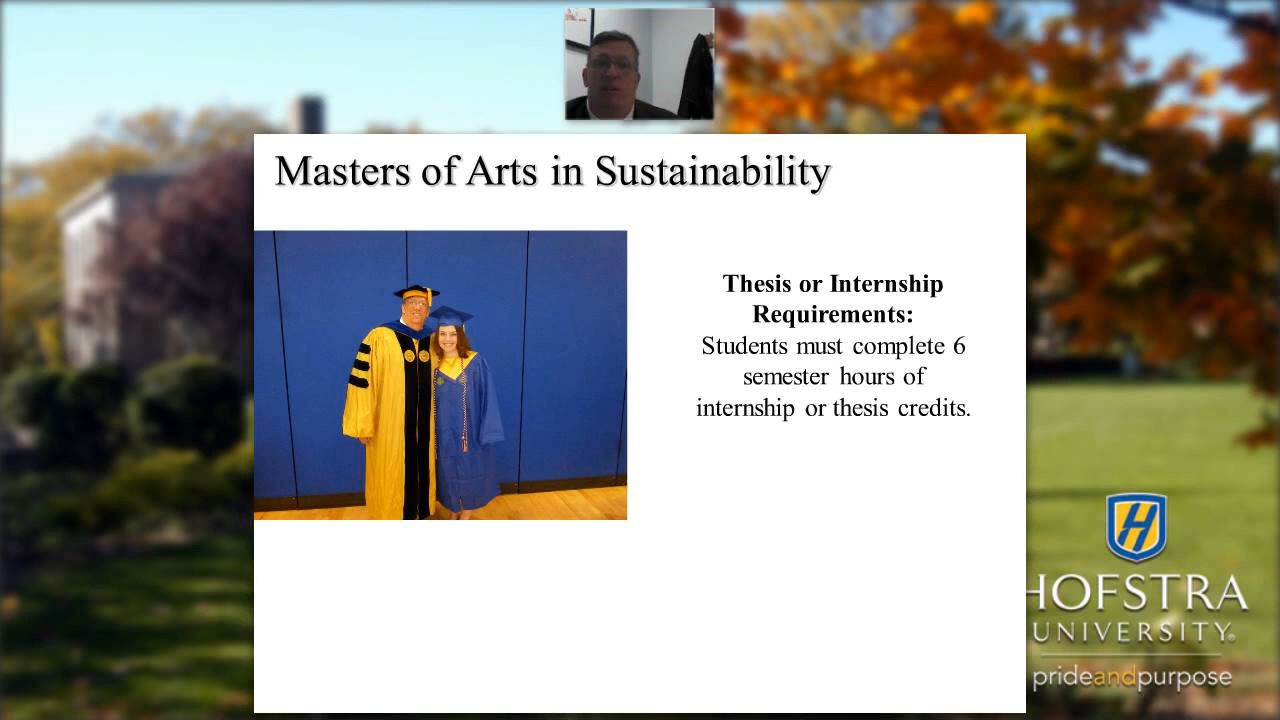 Masters of Arts in Sustainability
Thesis or Internship
Requirements:
Students must complete 6
semester hours of
internship or thesis credits.
H
HOFSTRA
UNIVERSITY®
prideandpurpose